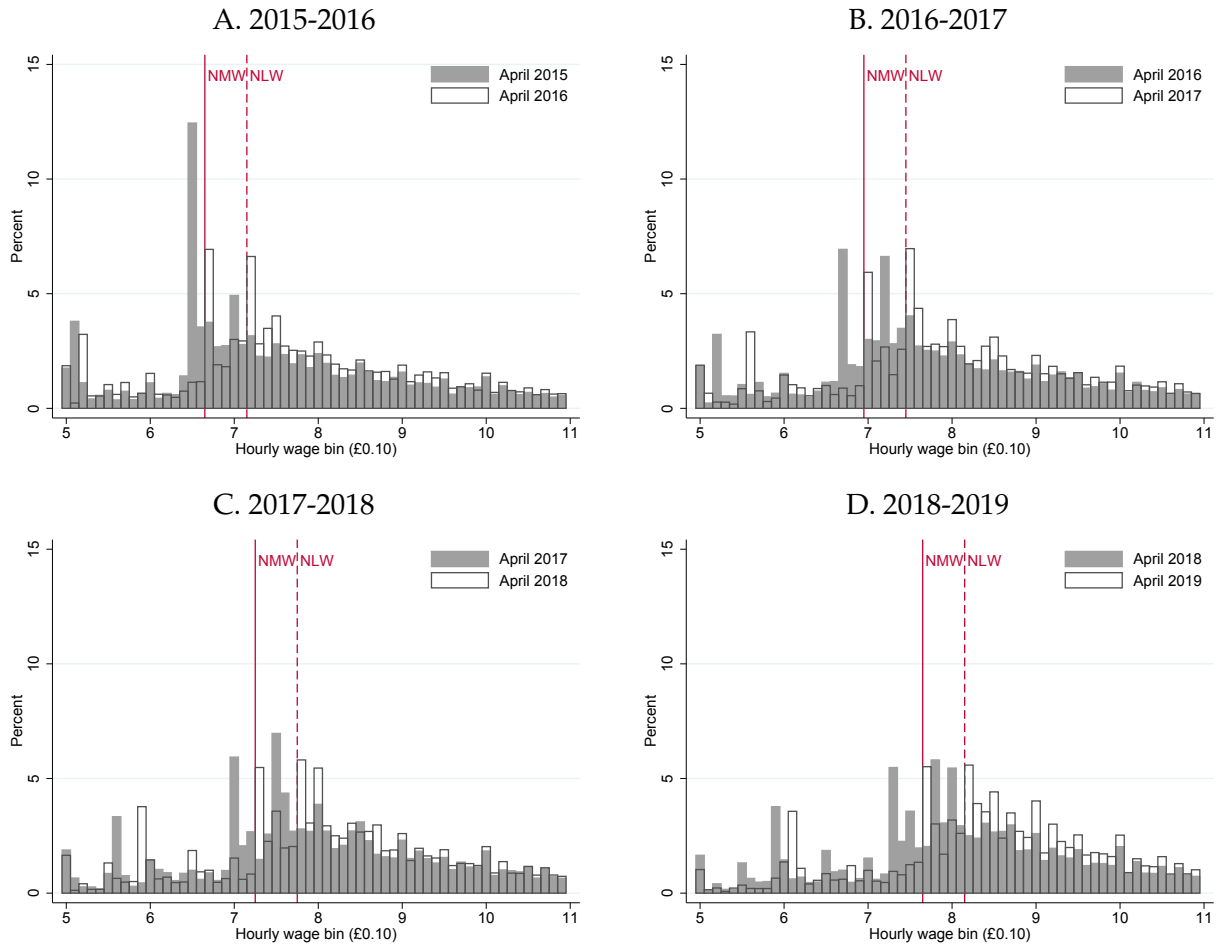 A. 2015-2016
15
10
5
0
Percent
NMW NLW
April 2015
April 2016
5 6 7 8 9 10 11
Hourly wage bin (£0.10)
B. 2016-2017
15
10
5
0
Percent
NMW NLW
April 2016
April 2017
5 6 7 8 9 10 11
Hourly wage bin (£0.10)
C. 2017-2018
15
10
5
0
Percent
NMW NLW
April 2017
April 2018
5 6 7 8 9 10 11
Hourly wage bin (£0.10)
D. 2018-2019
15
10
5
0
Percent
NMW NLW
April 2018
April 2019
5 6 7 8 9 10 11
Hourly wage bin (£0.10)